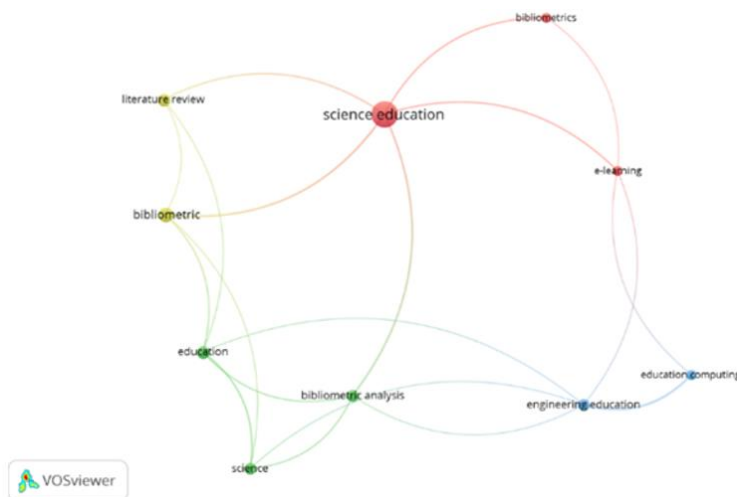 bibliometrics
literature review
science education
e-learning
bibliometric
education
education computing
bibliometric analysis
engineering education
science
VOSviewer